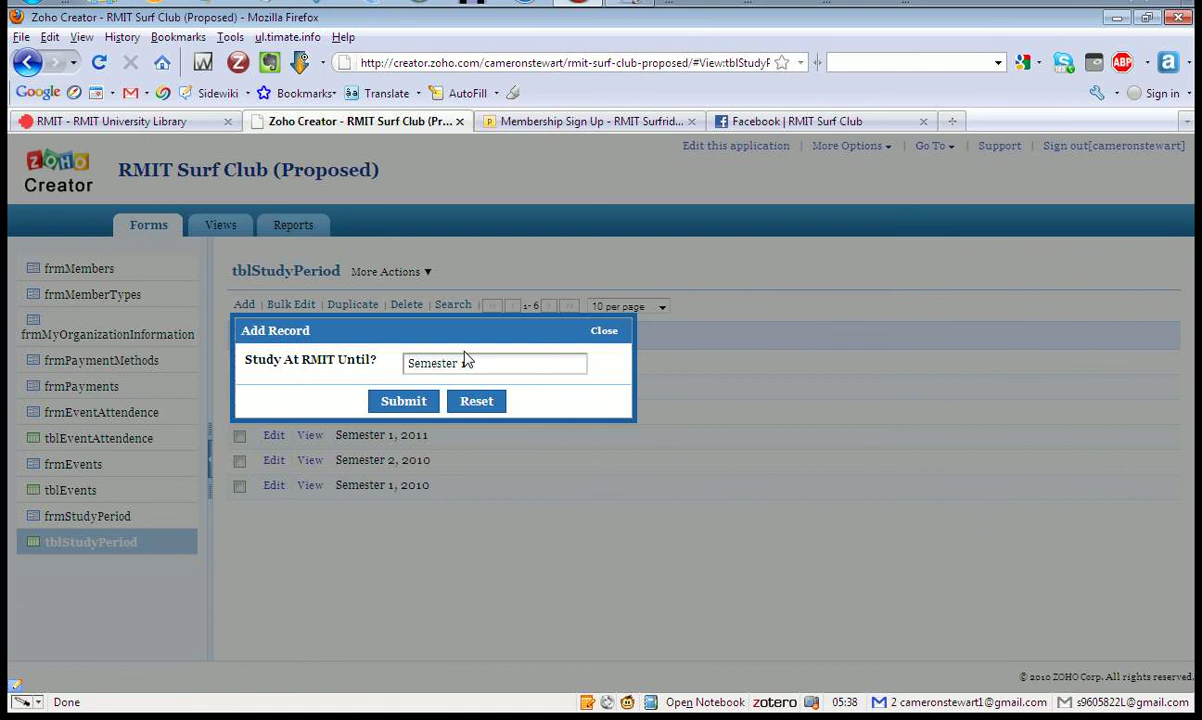 Zoho Creator - RMIT Surf Club (Proposed) - Mozilla Firefox
File Edit View History Bookmarks Tools ul.timate.info Help
http://creator.zoho.com/cameronstewart/rmit-surf-club-proposed/#View:tblStudyP
Google Sidewiki Bookmarks Translate AutoFill Sign in
RMIT - RMIT University Library Zoho Creator - RMIT Surf Club (Pr... Membership Sign Up - RMIT Surfrid... Facebook | RMIT Surf Club
ZOHO Creator
RMIT Surf Club (Proposed)
Edit this application | More Options | Go To | Support | Sign out[cameronstewart]
Forms Views Reports
frmMembers
frmMemberTypes
frmMyOrganizationInformation
frmPaymentMethods
frmPayments
frmEventAttendence
tblEventAttendence
frmEvents
tblEvents
frmStudyPeriod
tblStudyPeriod
tblStudyPeriod More Actions
Add | Bulk Edit | Duplicate | Delete | Search | 1-6 10 per page
Add Record Close
Study At RMIT Until? Semester
Submit Reset
Edit View Semester 1, 2011
Edit View Semester 2, 2010
Edit View Semester 1, 2010
© 2010 ZOHO Corp. All rights reserved.
Done Open Notebook zotero 05:38 2 cameronstewart1@gmail.com s9605822L@gmail.com